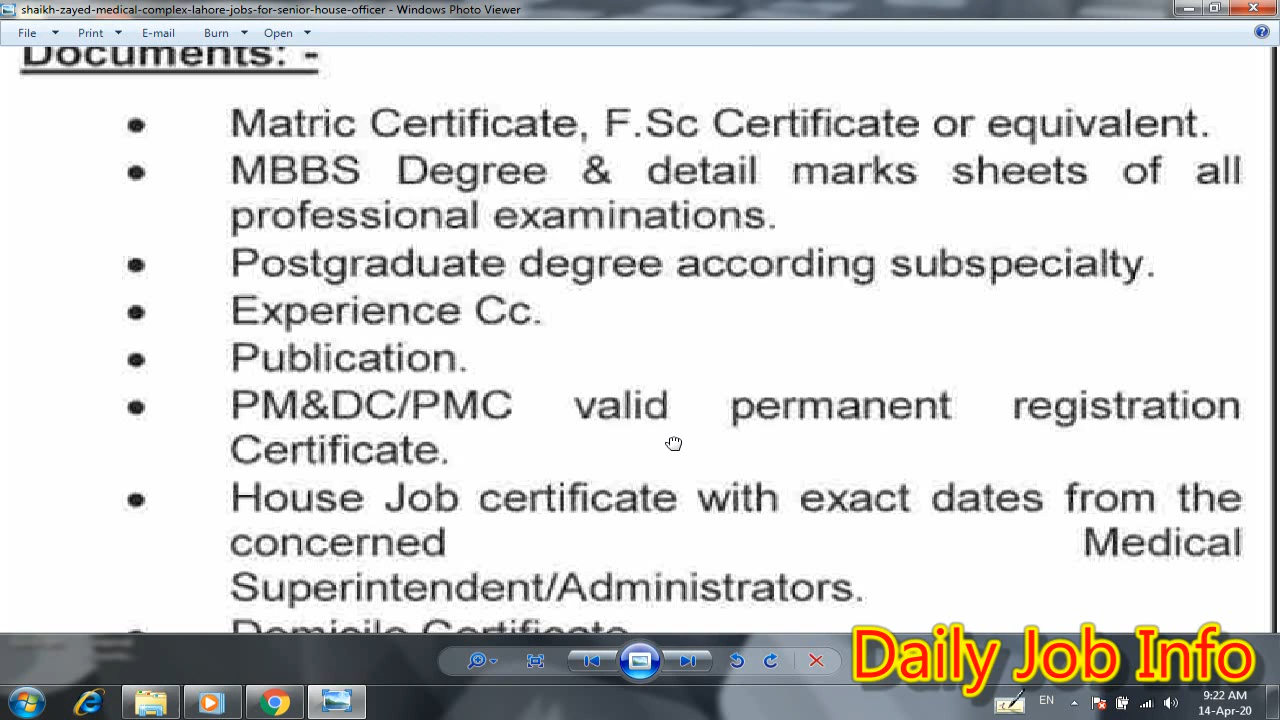 shaikh-zayed-medical-complex-lahore-jobs-for-senior-house-officer - Windows Photo Viewer
File Print E-mail Burn Open
Documents: -
• Matric Certificate, F.Sc Certificate or equivalent.
• MBBS Degree & detail marks sheets of all
professional examinations.
• Postgraduate degree according subspecialty.
• Experience Cc.
• Publication.
• PM&DC/PMC valid permanent registration
Certificate.
• House Job certificate with exact dates from the
concerned Medical
Superintendent/Administrators.
• Domicile Certificate
Daily Job Info
EN
9:22 AM
14-Apr-20